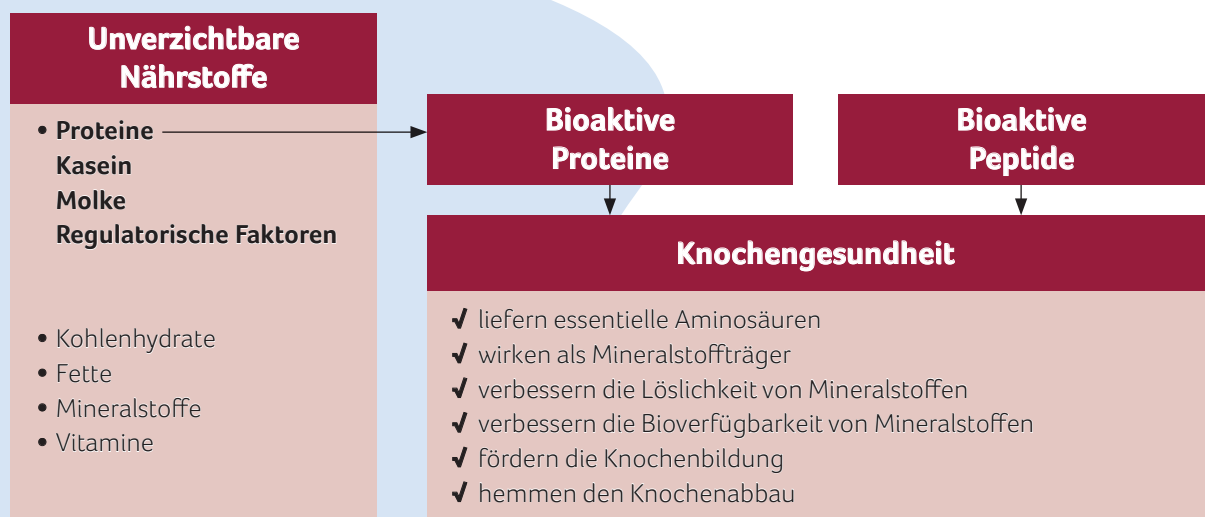 Unverzichtbare
Nährstoffe
• Proteine
Kasein
Molke
Regulatorische Faktoren
• Kohlenhydrate
• Fette
• Mineralstoffe
• Vitamine
Bioaktive
Proteine
Bioaktive
Peptide
Knochengesundheit
✓ liefern essentielle Aminosäuren
✓ wirken als Mineralstoffträger
✓ verbessern die Löslichkeit von Mineralstoffen
✓ verbessern die Bioverfügbarkeit von Mineralstoffen
✓ fördern die Knochenbildung
✓ hemmen den Knochenabbau